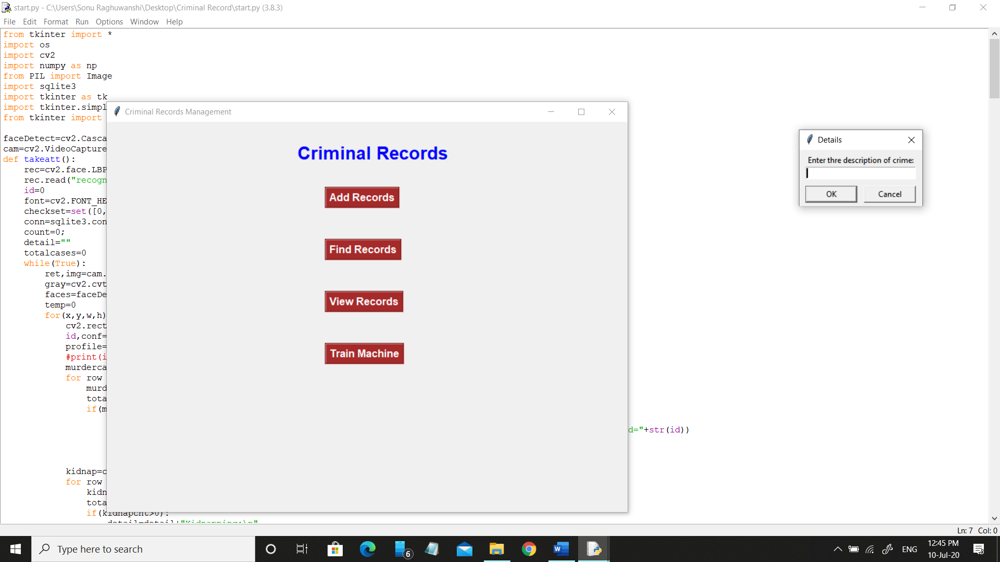 start.py - C:\Users\Sonu Raghuwanshi\Desktop\Criminal Record\start.py (3.8.3)
File Edit Format Run Options Window Help
from tkinter import *
import os
import cv2
import numpy as np
from PIL import Image
import sqlite3
import tkinter as tk
import tkinter.simpl
from tkinter import
faceDetect=cv2.Casca
cam=cv2.VideoCapture
def takeatt():
rec=cv2.face.LBP
rec.read("recogn
id=0
font=cv2.FONT_HE
checkset=set([0,
conn=sqlite3.con
count=0;
detail=""
totalcases=0
while(True):
ret,img=cam.
gray=cv2.cvt
faces=faceDe
temp=0
for(x,y,w,h)
cv2.rect
id,conf=
profile=
#print(i
murderca
for row
murd
tota
if(m
d="+str(id))
kidnap=c
for row
kidn
tota
if(kidnapcnt>0):
detail=detail+"Kidnapping:\n"
Criminal Records Management
Criminal Records
Add Records
Find Records
View Records
Train Machine
Details
Enter thre description of crime:
OK Cancel
Ln: 7 Col: 0
Type here to search
6
ENG
12:45 PM
10-Jul-20